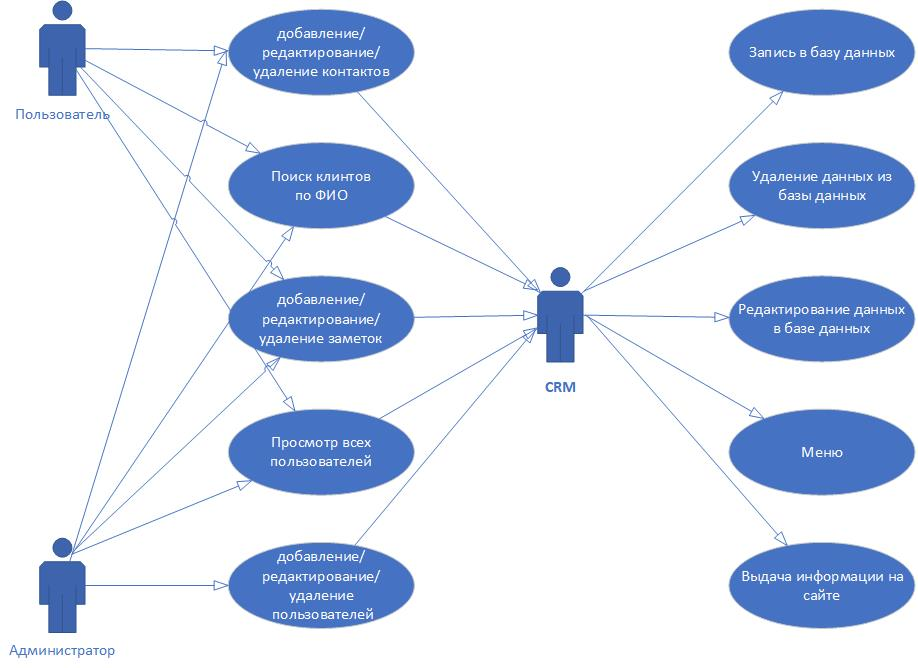 Пользователь
добавление/
редактирование/
удаление контактов
Поиск клинтов
по ФИО
добавление/
редактирование/
удаление заметок
Просмотр всех
пользователей
добавление/
редактирование/
удаление
пользователей
Администратор
CRM
Запись в базу данных
Удаление данных из
базы данных
Редактирование данных
в базе данных
Меню
Выдача информации на
сайте